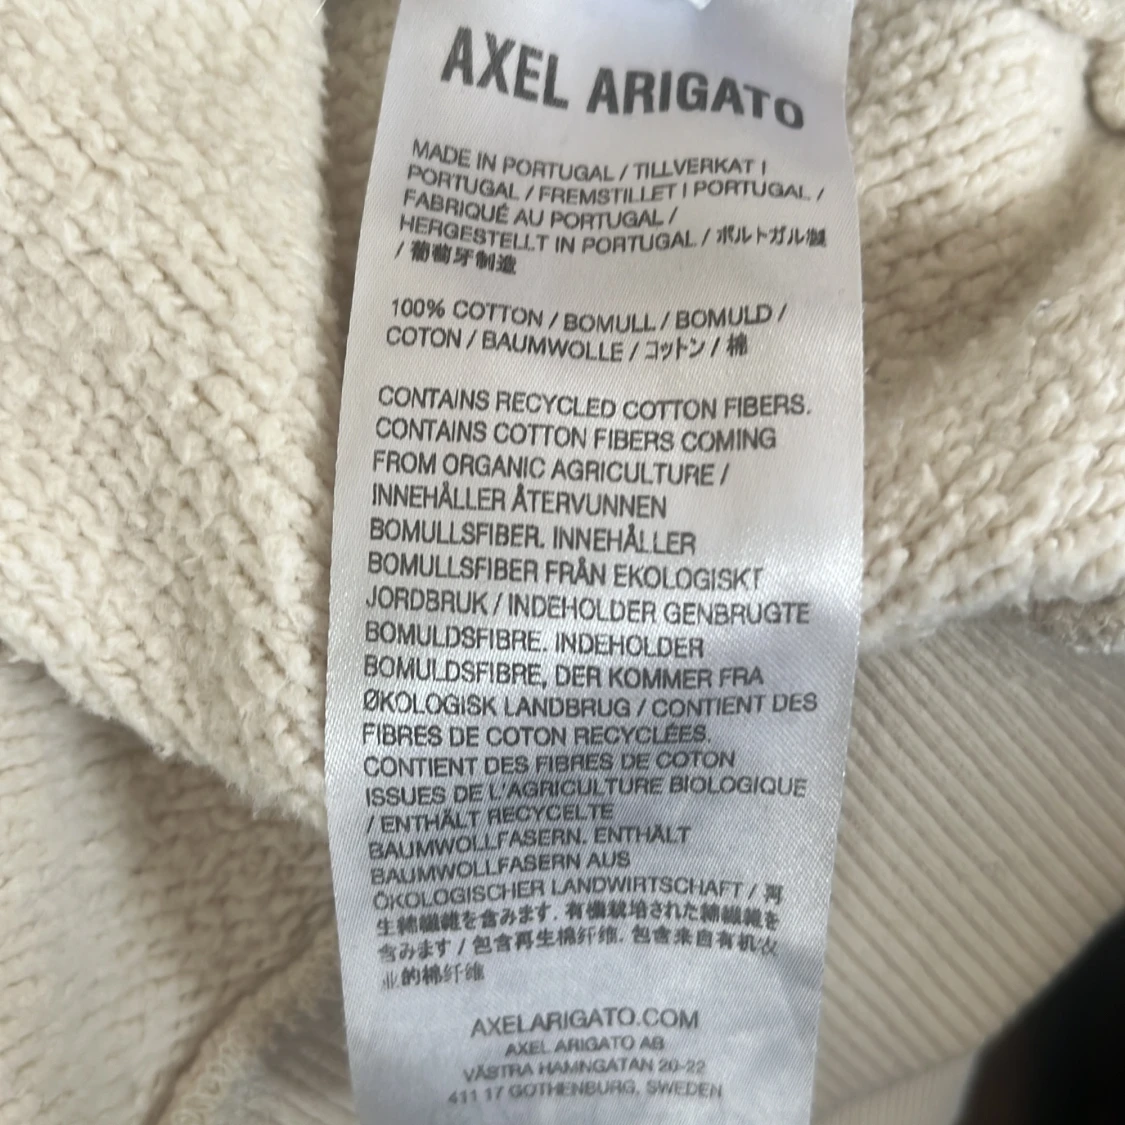 AXEL ARIGATO
MADE IN PORTUGAL / TILLVERKAT I
PORTUGAL / FREMSTILLET I PORTUGAL /
FABRIQUÉ AU PORTUGAL /
HERGESTELLT IN PORTUGAL / ポルトガル製
/ 葡萄牙制造
100% COTTON / BOMULL / BOMULD /
COTON / BAUMWOLLE / コットン / 棉
CONTAINS RECYCLED COTTON FIBERS.
CONTAINS COTTON FIBERS COMING
FROM ORGANIC AGRICULTURE /
INNEHÅLLER ÅTERVUNNEN
BOMULLSFIBER. INNEHÅLLER
BOMULLSFIBER FRÅN EKOLOGISKT
JORDBRUK / INDEHOLDER GENBRUGTE
BOMULDSFIBRE. INDEHOLDER
BOMULDSFIBRE, DER KOMMER FRA
ØKOLOGISK LANDBRUG / CONTIENT DES
FIBRES DE COTON RECYCLÉES.
CONTIENT DES FIBRES DE COTON
ISSUES DE L'AGRICULTURE BIOLOGIQUE
/ ENTHÄLT RECYCELTE
BAUMWOLLFASERN. ENTHÄLT
BAUMWOLLFASERN AUS
ÖKOLOGISCHER LANDWIRTSCHAFT / 再
生綿繊維を含みます. 有機栽培された綿繊維を
含みます / 包含再生棉纤维. 包含来自有机农
业的棉纤维
AXELARIGATO.COM
AXEL ARIGATO AB
VÄSTRA HAMNGATAN 20-22
411 17 GOTHENBURG, SWEDEN